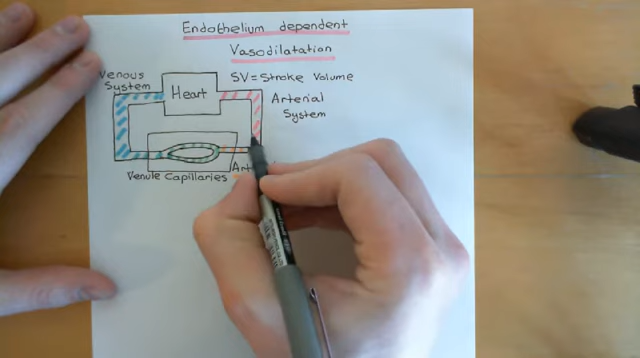 Endothelium dependent
Vasodilatation
Venous
System
Heart
SV = Stroke Volume
Arterial
System
Venule Capillaries